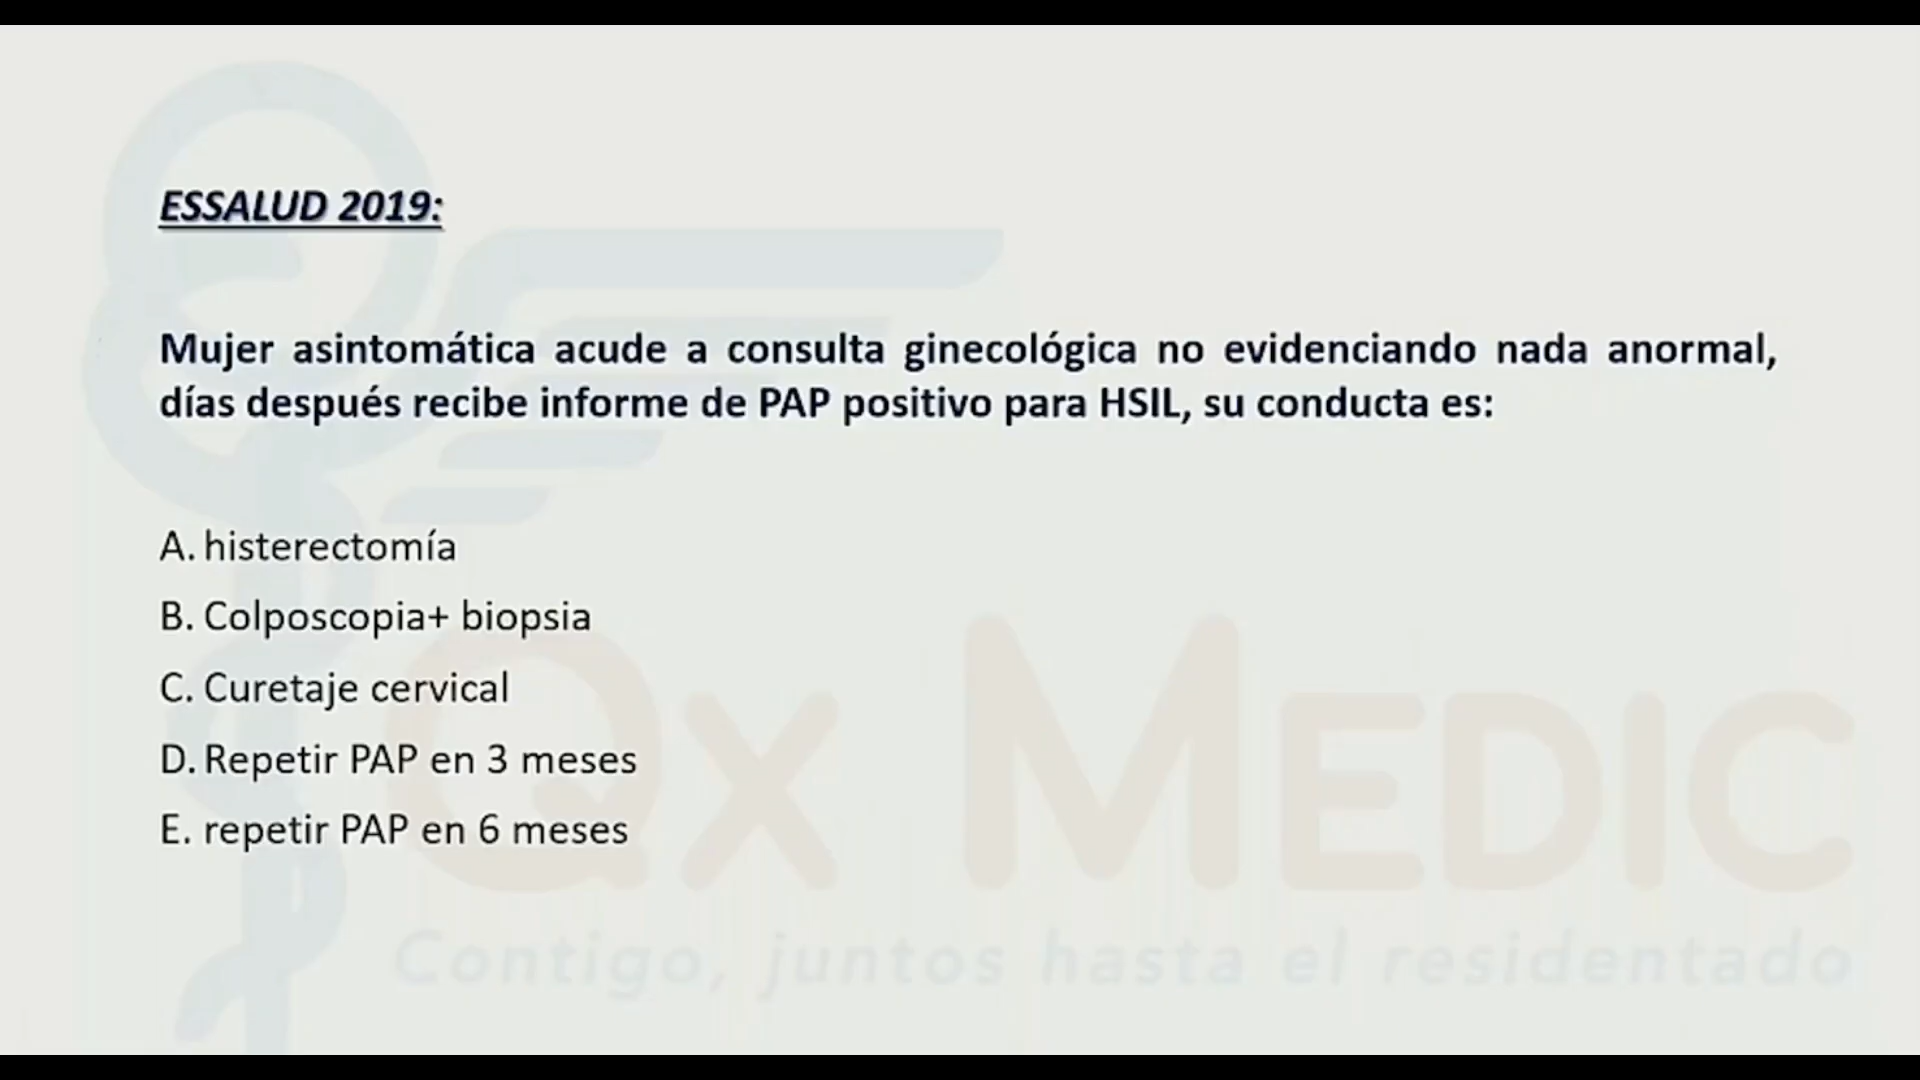 ESSALUD 2019:
Mujer asintomática acude a consulta ginecológica no evidenciando nada anormal,
días después recibe informe de PAP positivo para HSIL, su conducta es:
A. histerectomía
B. Colposcopia+ biopsia
C. Curetaje cervical
D. Repetir PAP en 3 meses
E. repetir PAP en 6 meses
QX MEDIC
Contigo, juntos hasta el residentado